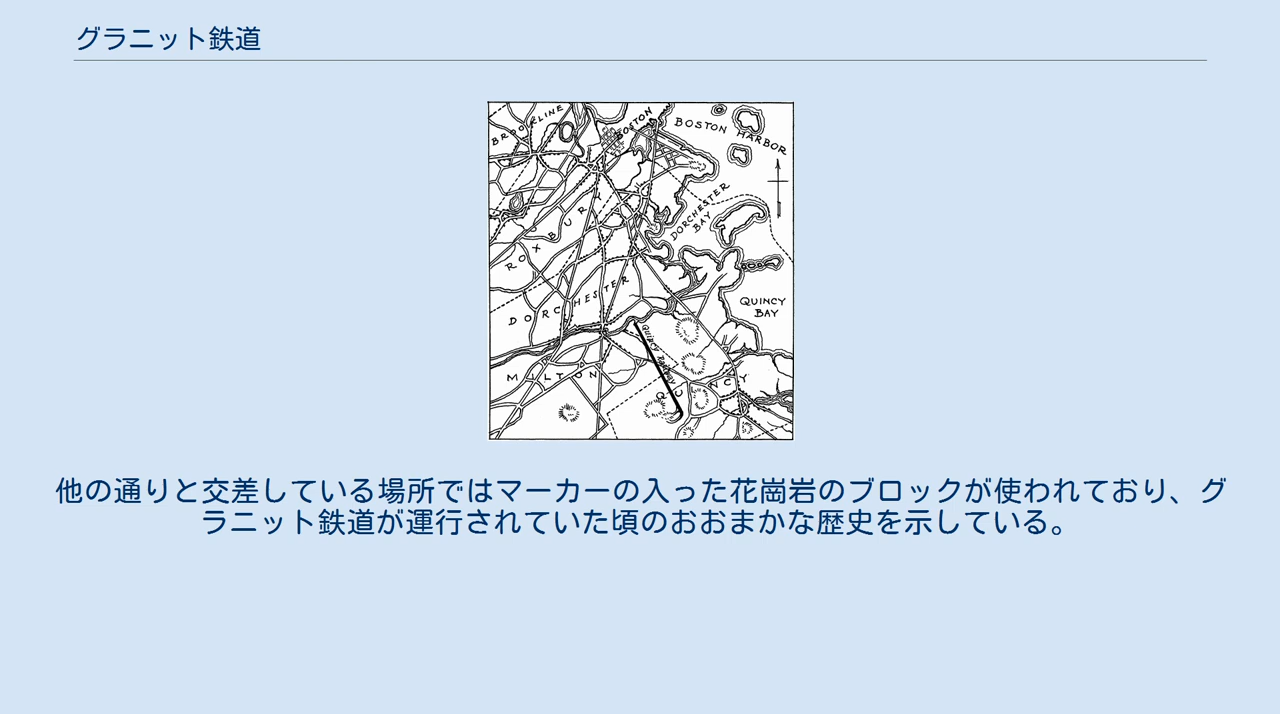 グラニット鉄道
BROOKLINE
BOSTON
BOSTON HARBOR
DORCHESTER
BAY
ROXBURY
DORCHESTER
QUINCY
BAY
QUINCY RAILWAY
MILTON
QUINCY
他の通りと交差している場所ではマーカーの入った花崗岩のブロックが使われており、グ
ラニット鉄道が運行されていた頃のおおまかな歴史を示している。